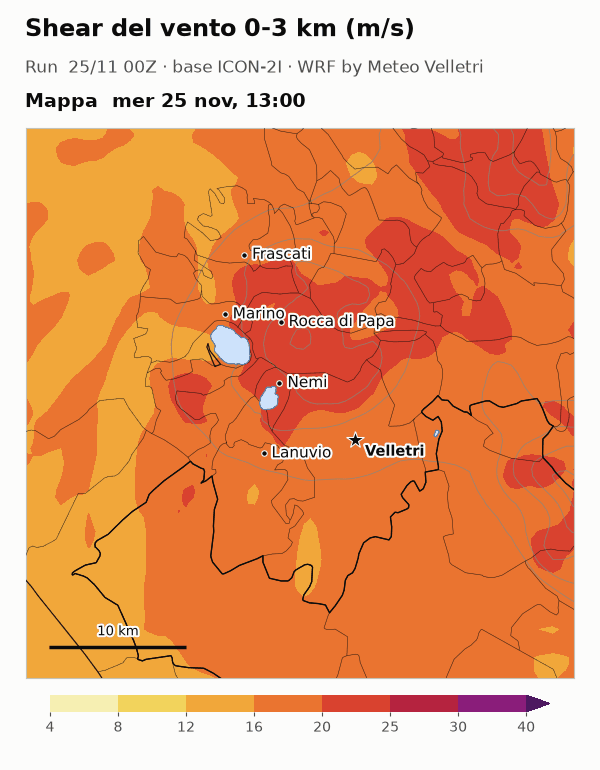 Shear del vento 0-3 km (m/s)
Run  25/11 00Z · base ICON-2I · WRF by Meteo Velletri
Mappa  mer 25 nov, 13:00
Frascati
Marino
Rocca di Papa
Nemi
Velletri
Lanuvio
10 km
4 8 12 16 20 25 30 40